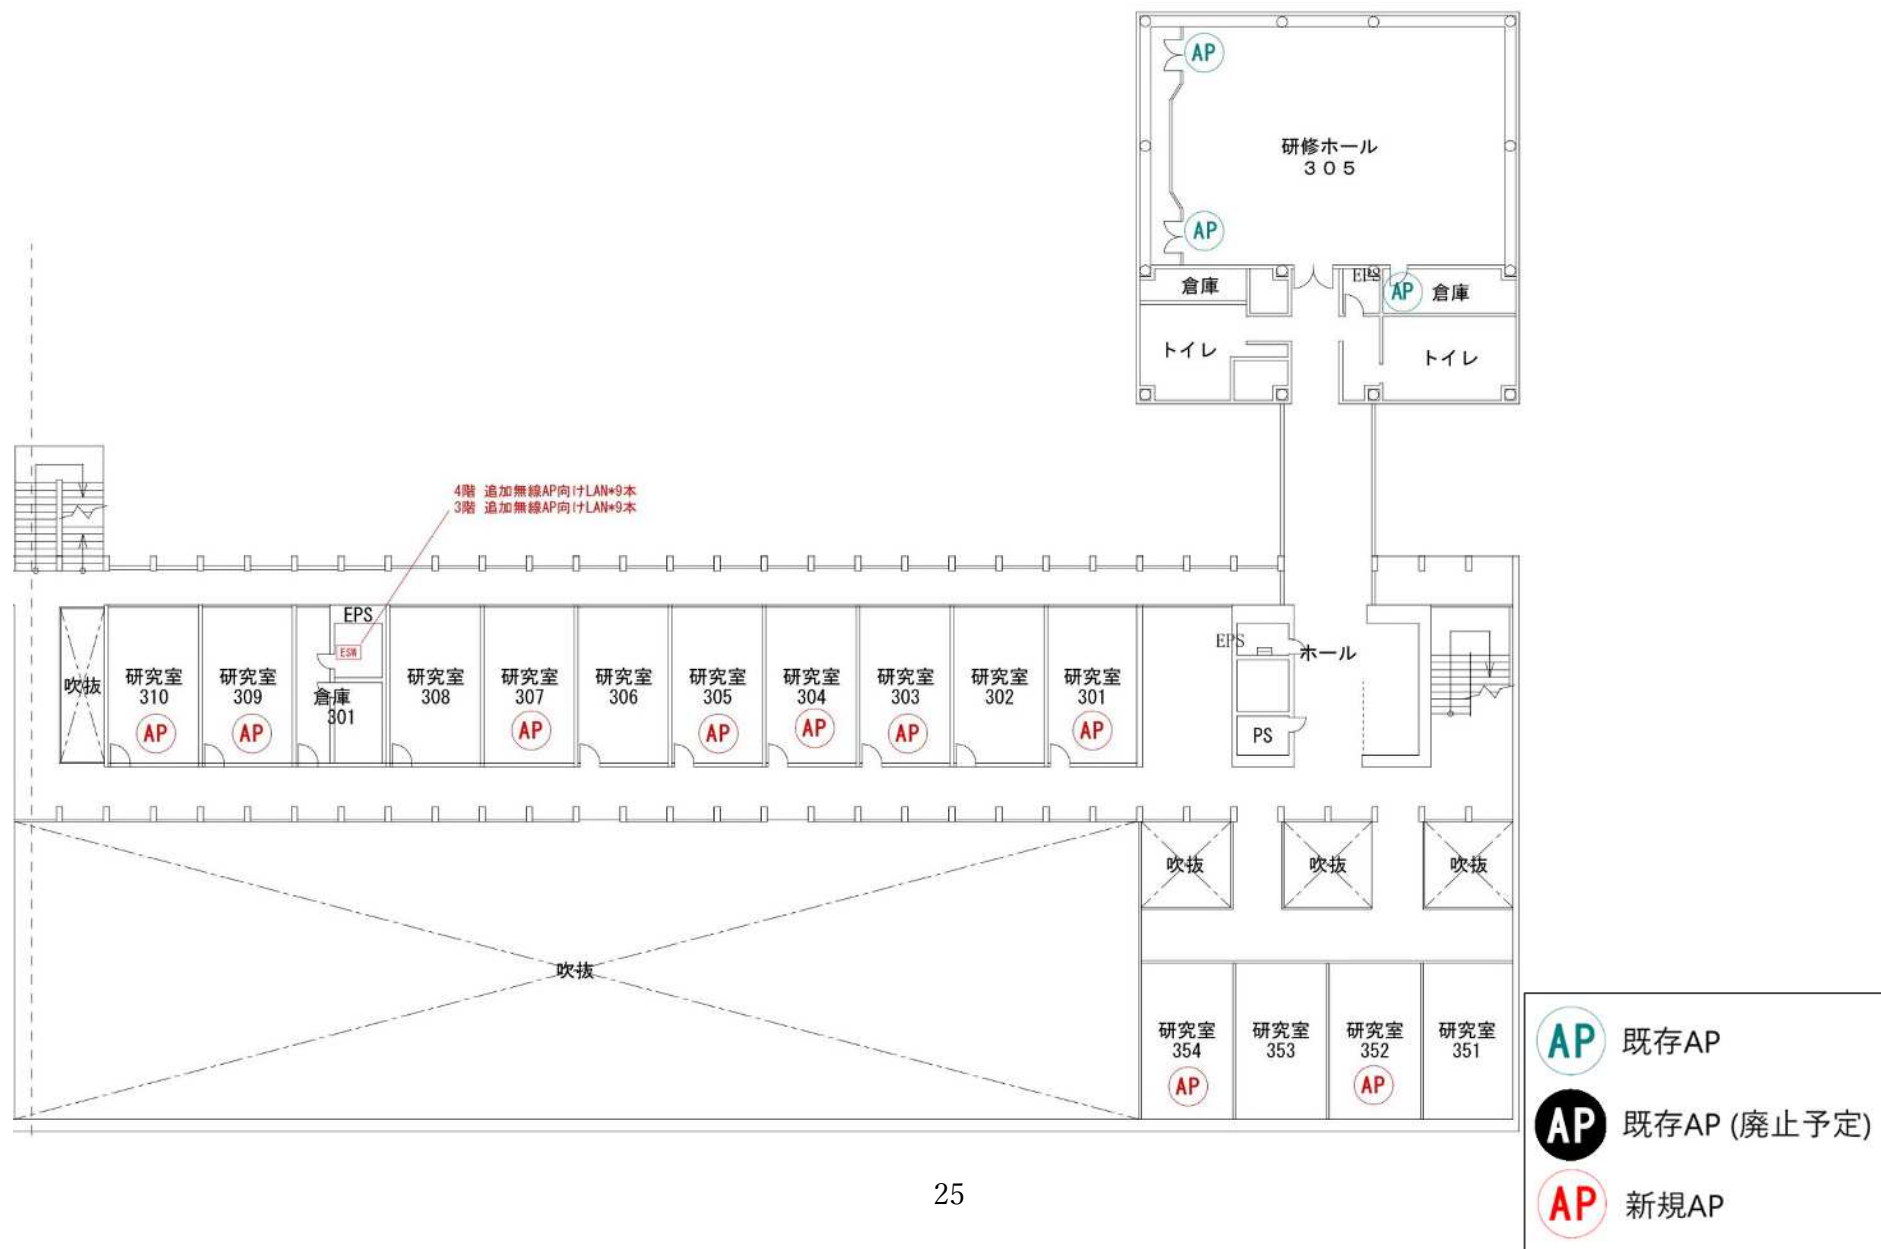 AP
研修ホール
３０５
AP
倉庫
EPS
AP
倉庫
トイレ
トイレ
4階 追加無線AP向けLAN*9本
3階 追加無線AP向けLAN*9本
EPS
ESW
吹抜
研究室
310
AP
研究室
309
AP
倉庫
301
研究室
308
研究室
307
AP
研究室
306
研究室
305
AP
研究室
304
AP
研究室
303
AP
研究室
302
研究室
301
AP
EPS
ホール
PS
吹抜
吹抜
吹抜
吹抜
研究室
354
AP
研究室
353
研究室
352
AP
研究室
351
AP 既存AP
AP 既存AP (廃止予定)
AP 新規AP
25